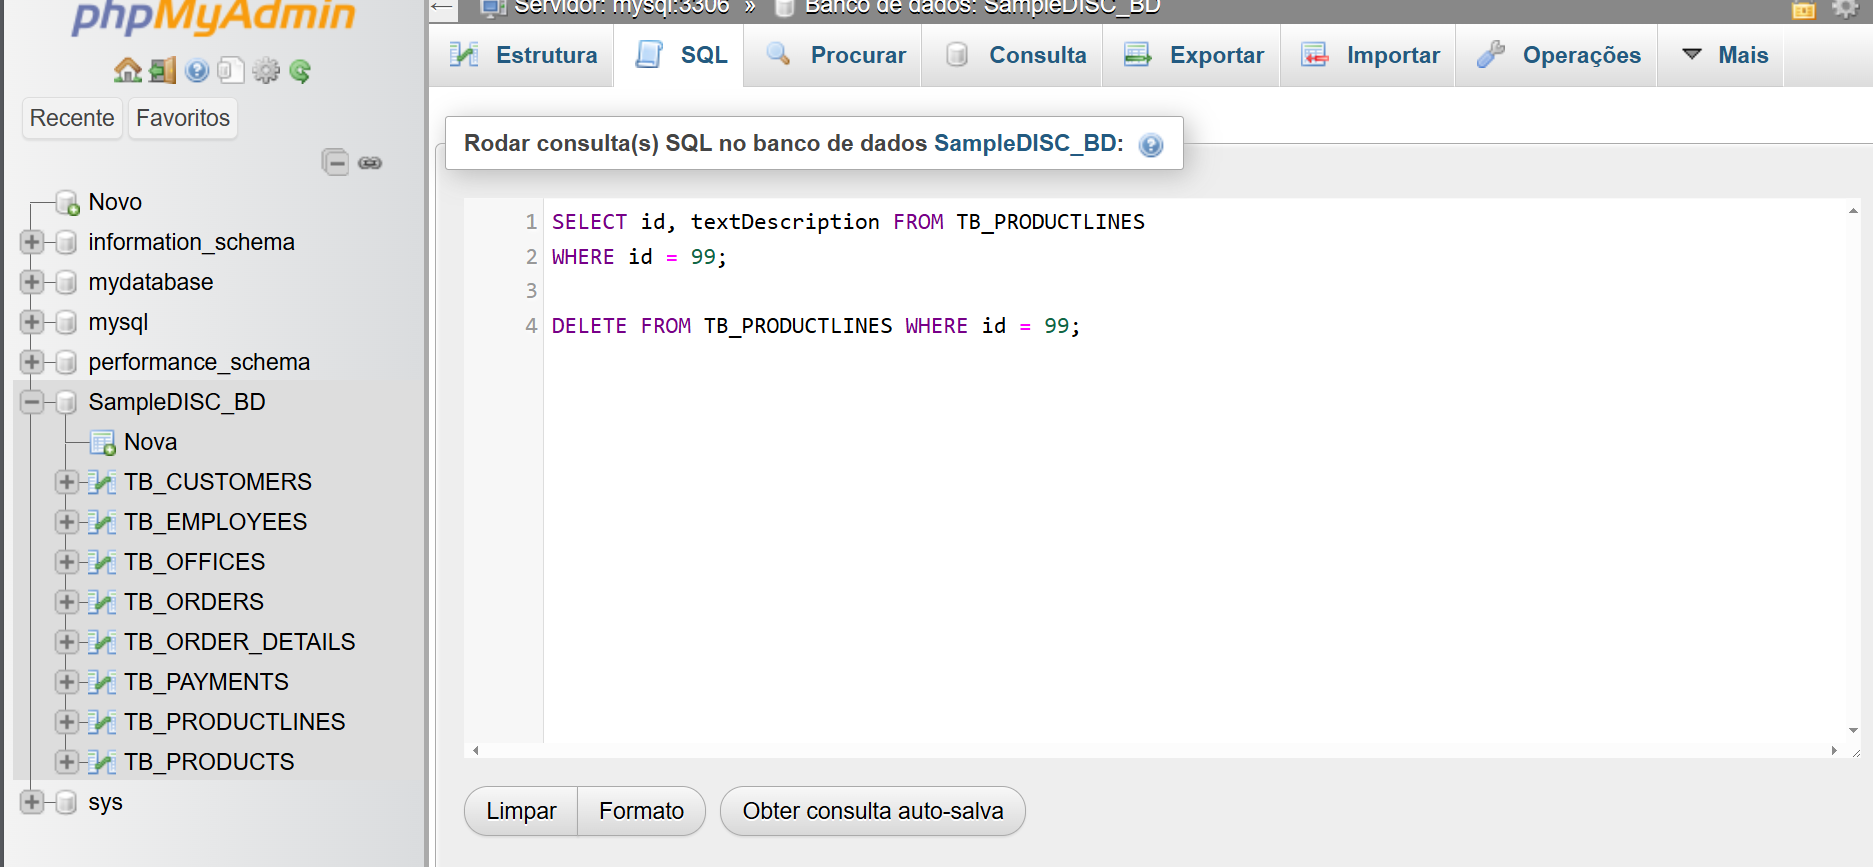 phpMyAdmin
Recente
Favoritos
Novo
information_schema
mydatabase
mysql
performance_schema
SampleDISC_BD
Nova
TB_CUSTOMERS
TB_EMPLOYEES
TB_OFFICES
TB_ORDERS
TB_ORDER_DETAILS
TB_PAYMENTS
TB_PRODUCTLINES
TB_PRODUCTS
sys
Servidor: mysql:3306 » Banco de dados: SampleDISC_BD
Estrutura
SQL
Procurar
Consulta
Exportar
Importar
Operações
Mais
Rodar consulta(s) SQL no banco de dados SampleDISC_BD:
1 SELECT id, textDescription FROM TB_PRODUCTLINES
2 WHERE id = 99;
3
4 DELETE FROM TB_PRODUCTLINES WHERE id = 99;
Limpar
Formato
Obter consulta auto-salva